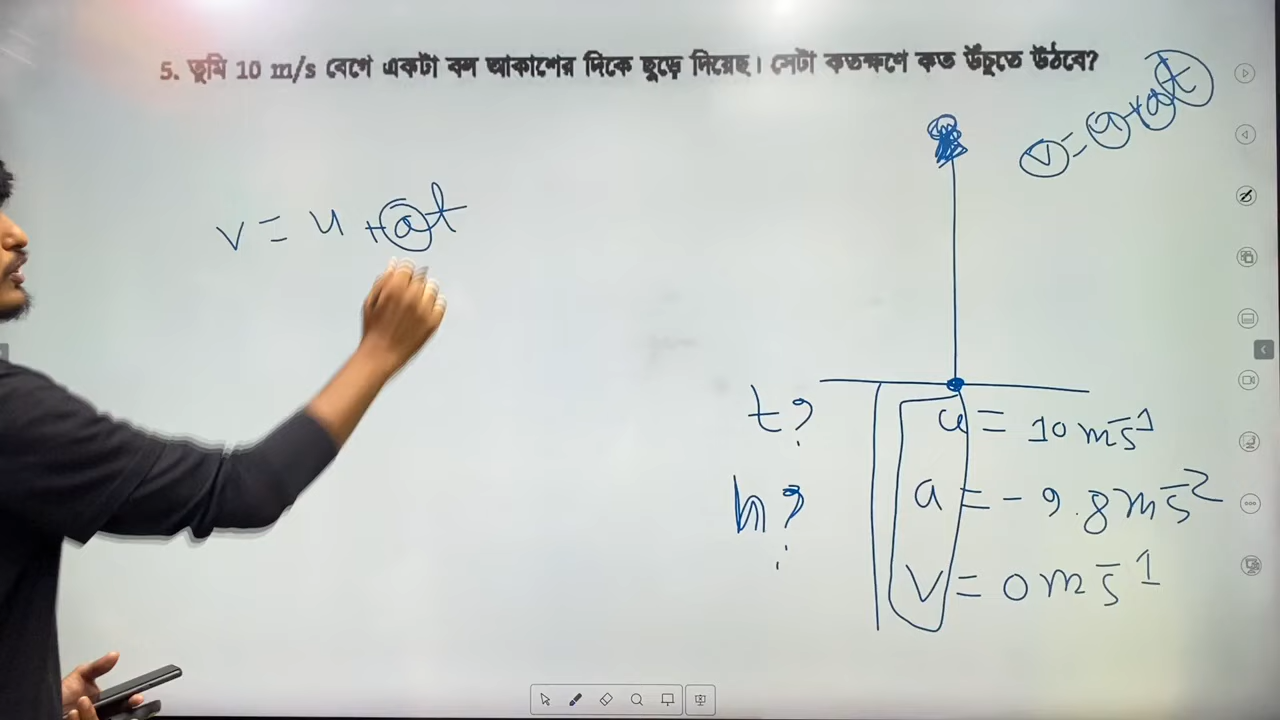 5. তুমি 10 m/s বেগে একটা বল আকাশের দিকে ছুড়ে দিয়েছ। সেটা কতক্ষণে কত উঁচুতে উঠবে?
v = u + at
v = u + at
t?
u = 10 ms⁻¹
h?
a = - 9.8 ms⁻²
v = 0 ms⁻¹